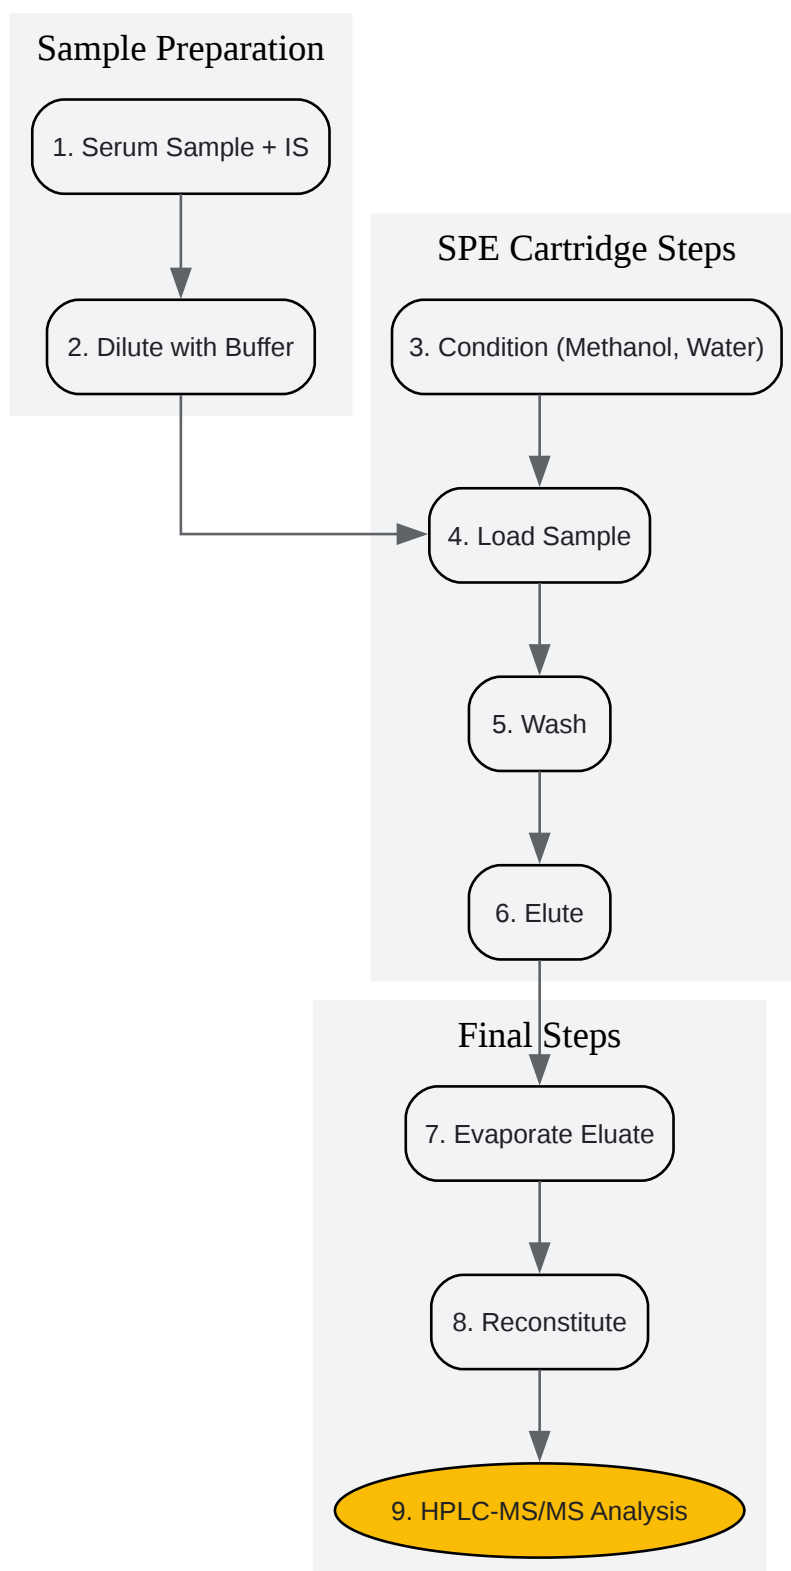 Sample Preparation
1. Serum Sample + IS
2. Dilute with Buffer
SPE Cartridge Steps
3. Condition (Methanol, Water)
4. Load Sample
5. Wash
6. Elute
Final Steps
7. Evaporate Eluate
8. Reconstitute
9. HPLC-MS/MS Analysis